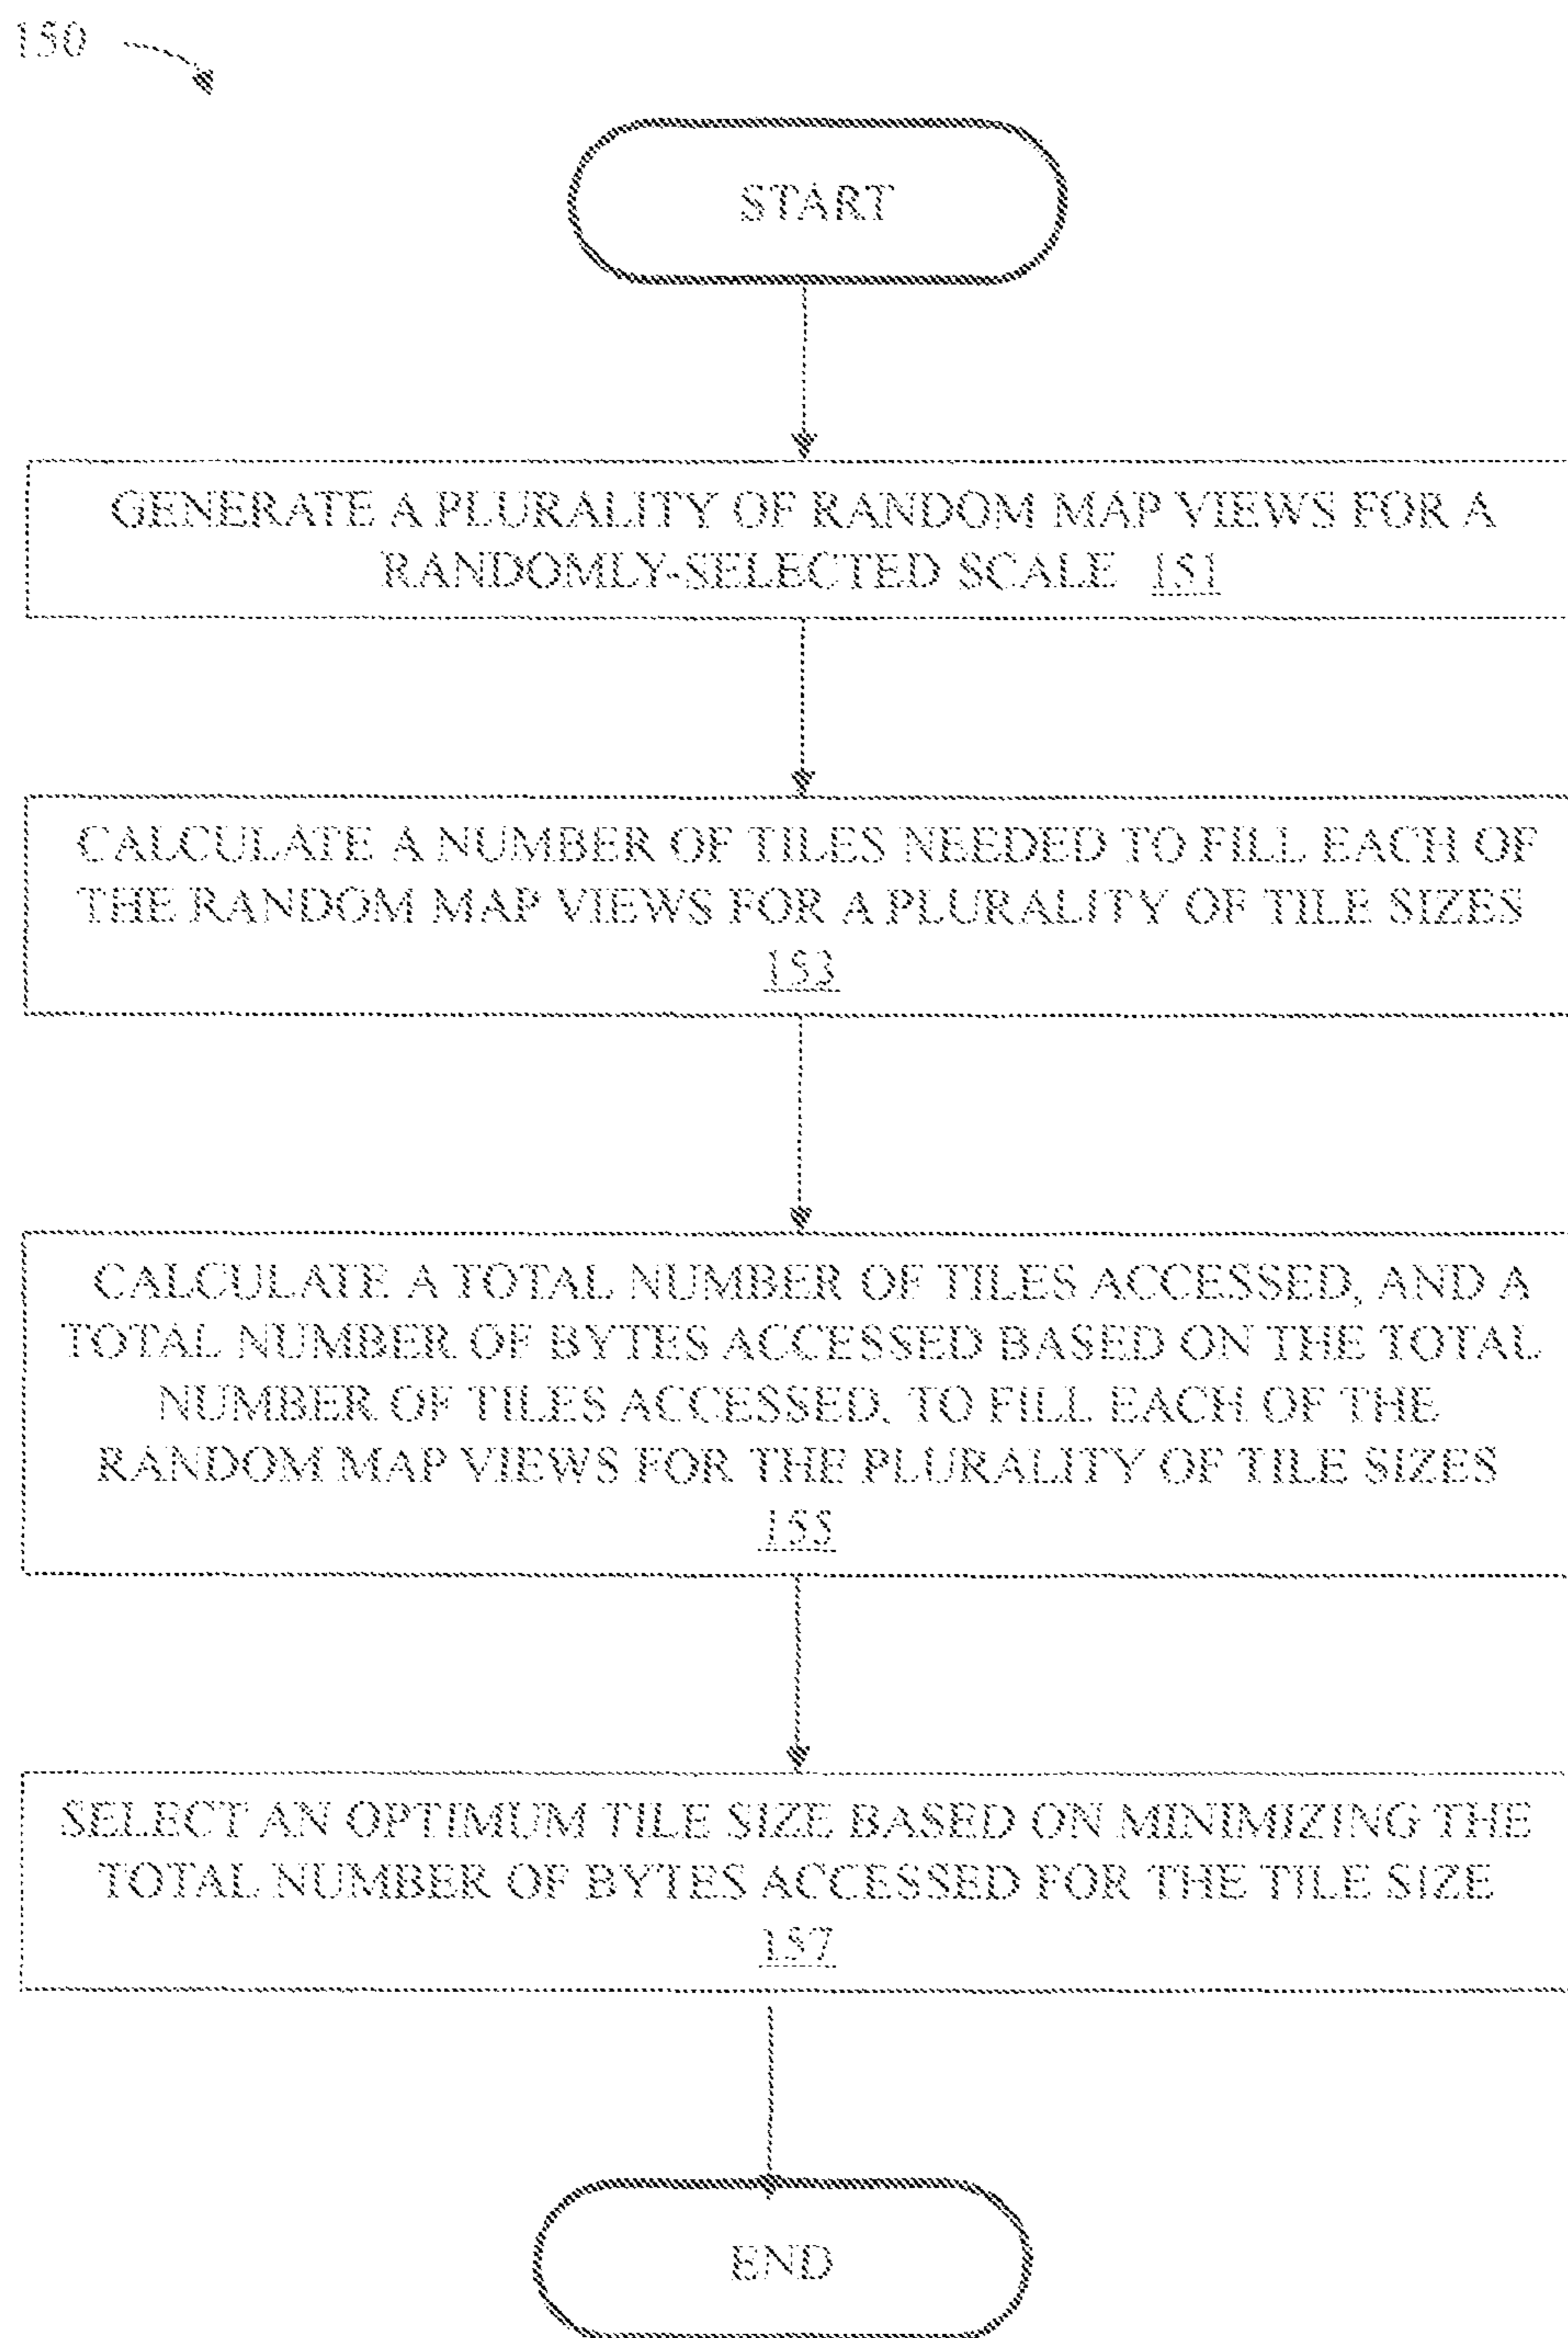 150
START
GENERATE A PLURALITY OF RANDOM MAP VIEWS FOR A
RANDOMLY-SELECTED SCALE 151
CALCULATE A NUMBER OF TILES NEEDED TO FILL EACH OF
THE RANDOM MAP VIEWS FOR A PLURALITY OF TILE SIZES
153
CALCULATE A TOTAL NUMBER OF TILES ACCESSED, AND A
TOTAL NUMBER OF BYTES ACCESSED BASED ON THE TOTAL
NUMBER OF TILES ACCESSED, TO FILL EACH OF THE
RANDOM MAP VIEWS FOR THE PLURALITY OF TILE SIZES
155
SELECT AN OPTIMUM TILE SIZE BASED ON MINIMIZING THE
TOTAL NUMBER OF BYTES ACCESSED FOR THE TILE SIZE
157
END